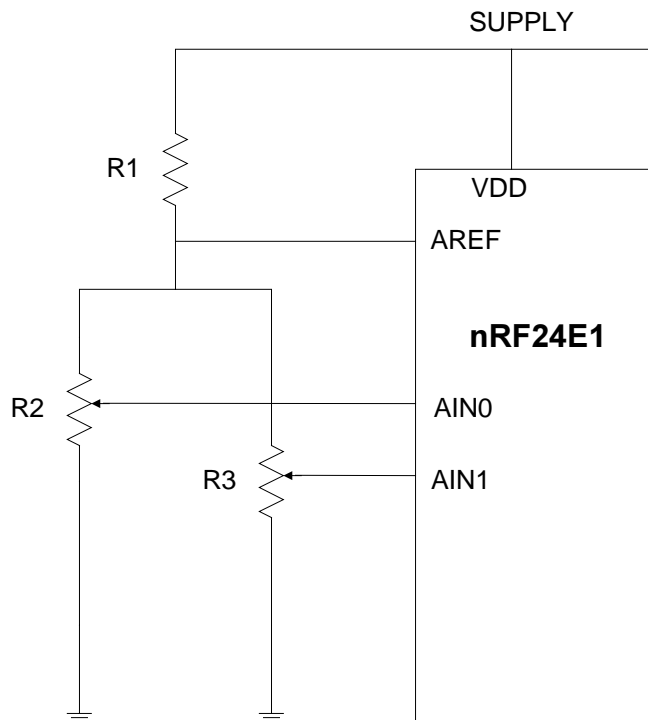 SUPPLY
R1
VDD
AREF
nRF24E1
R2
AIN0
R3
AIN1